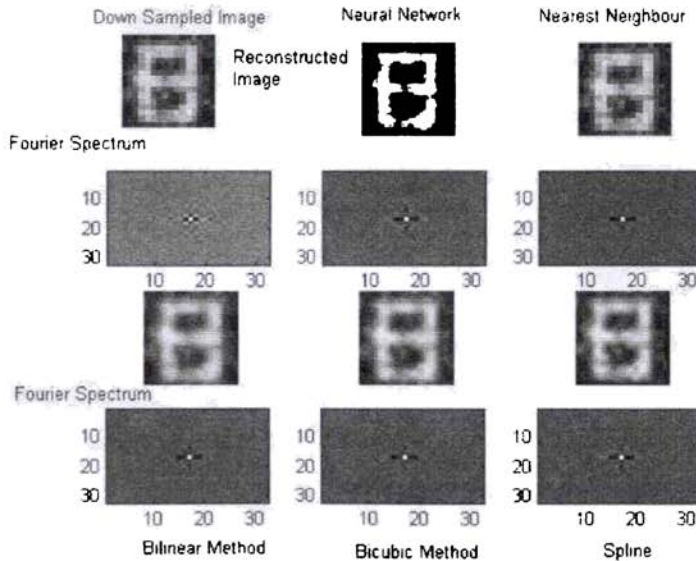 Down Sampled Image
Neural Network
Nearest Neighbour
Reconstructed
Image
Fourier Spectrum
10
20
30
10 20 30
10
20
30
10 20 30
10
20
30
10 20 30
Fourier Spectrum
10
20
30
10 20 30
10
20
30
10 20 30
10
20
30
10 20 30
Bilinear Method
Bicubic Method
Spline